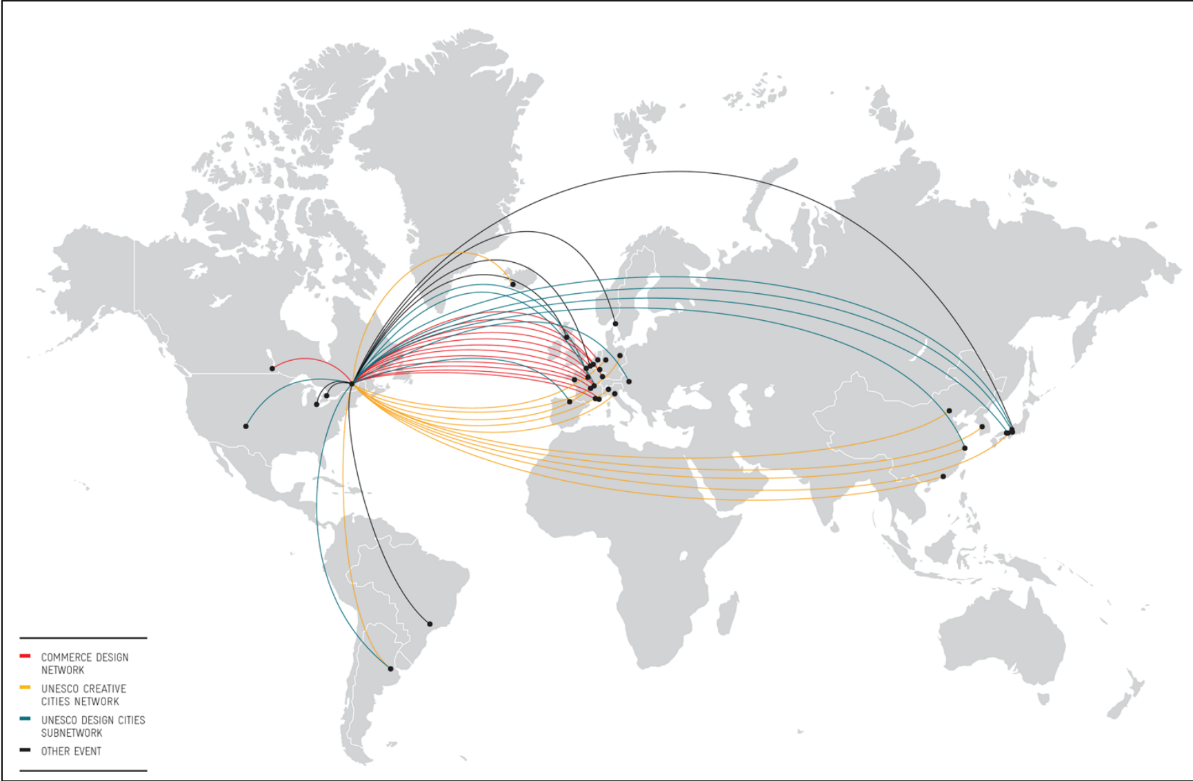 COMMERCE DESIGN
NETWORK
UNESCO CREATIVE
CITIES NETWORK
UNESCO DESIGN CITIES
SUBNETWORK
OTHER EVENT